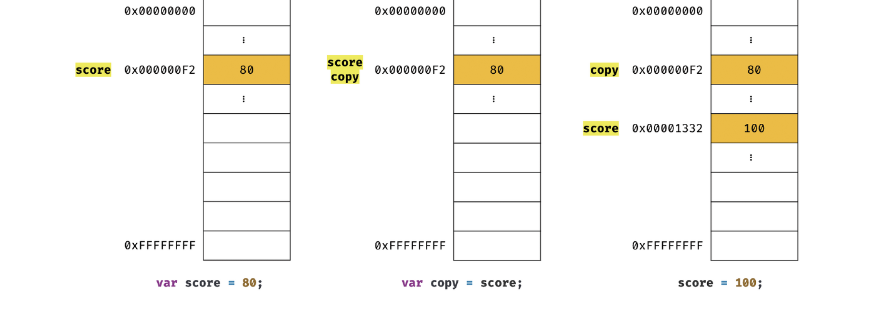 0x00000000
⋮
score 0x000000F2 80
⋮
0xFFFFFFFF
var score = 80;
0x00000000
⋮
score
copy
0x000000F2 80
⋮
0xFFFFFFFF
var copy = score;
0x00000000
⋮
copy 0x000000F2 80
⋮
score 0x00001332 100
⋮
0xFFFFFFFF
score = 100;